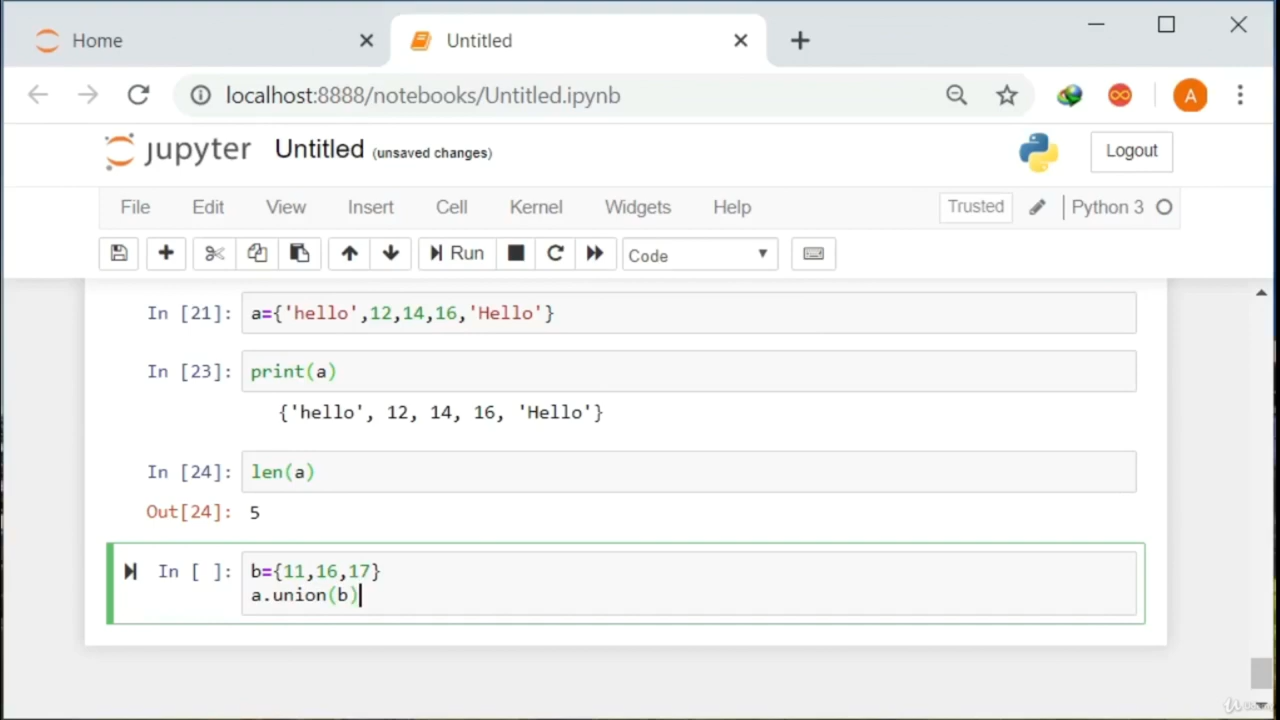 Home
Untitled
localhost:8888/notebooks/Untitled.ipynb
A
jupyter Untitled (unsaved changes)
Logout
File Edit View Insert Cell Kernel Widgets Help
Trusted Python 3
Run Code
In [21]: a={'hello',12,14,16,'Hello'}
In [23]: print(a)
{'hello', 12, 14, 16, 'Hello'}
In [24]: len(a)
Out[24]: 5
In [ ]: b={11,16,17}
a.union(b)